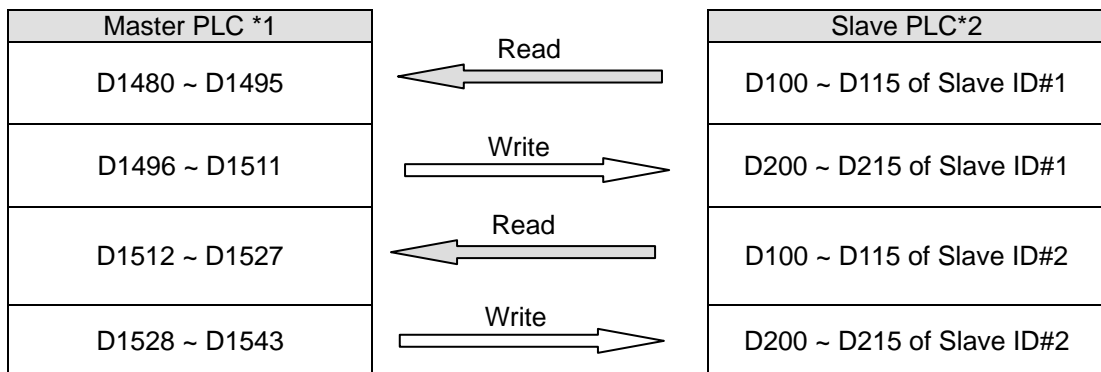 Master PLC *1
Read
Slave PLC*2
D1480 ~ D1495
D100 ~ D115 of Slave ID#1
D1496 ~ D1511
Write
D200 ~ D215 of Slave ID#1
D1512 ~ D1527
Read
D100 ~ D115 of Slave ID#2
D1528 ~ D1543
Write
D200 ~ D215 of Slave ID#2